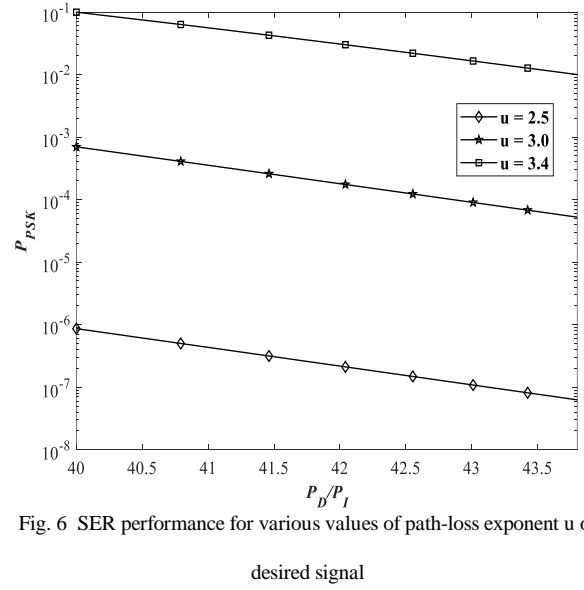 10^-1
10^-2
10^-3
10^-4
10^-5
10^-6
10^-7
10^-8
P_PSK
u = 2.5
u = 3.0
u = 3.4
40 40.5 41 41.5 42 42.5 43 43.5
P_D/P_I
Fig. 6 SER performance for various values of path-loss exponent u
desired signal